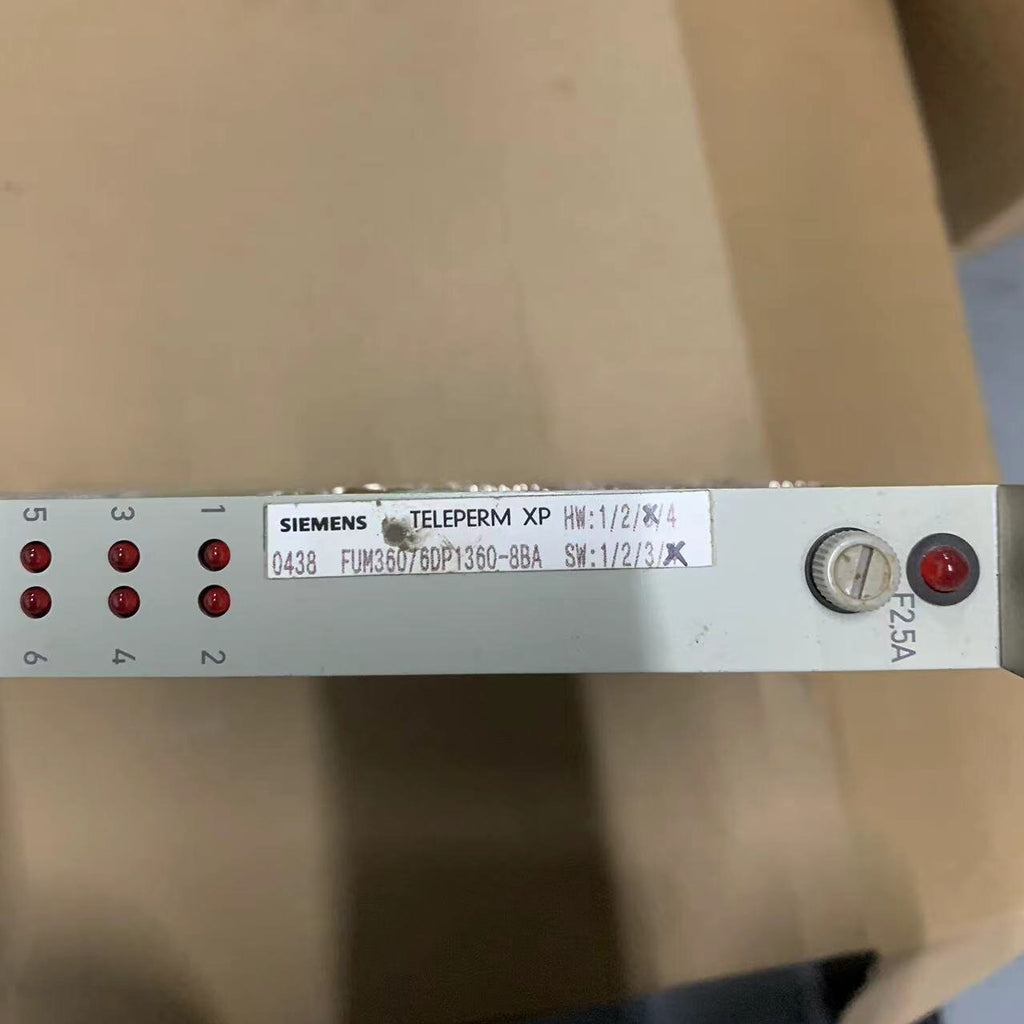 SIEMENS TELEPERM XP HW:1/2/X/4
0438 FUM360/6DP1360-8BA SW:1/2/3/X
5 3 1
6 4 2
F2,5A